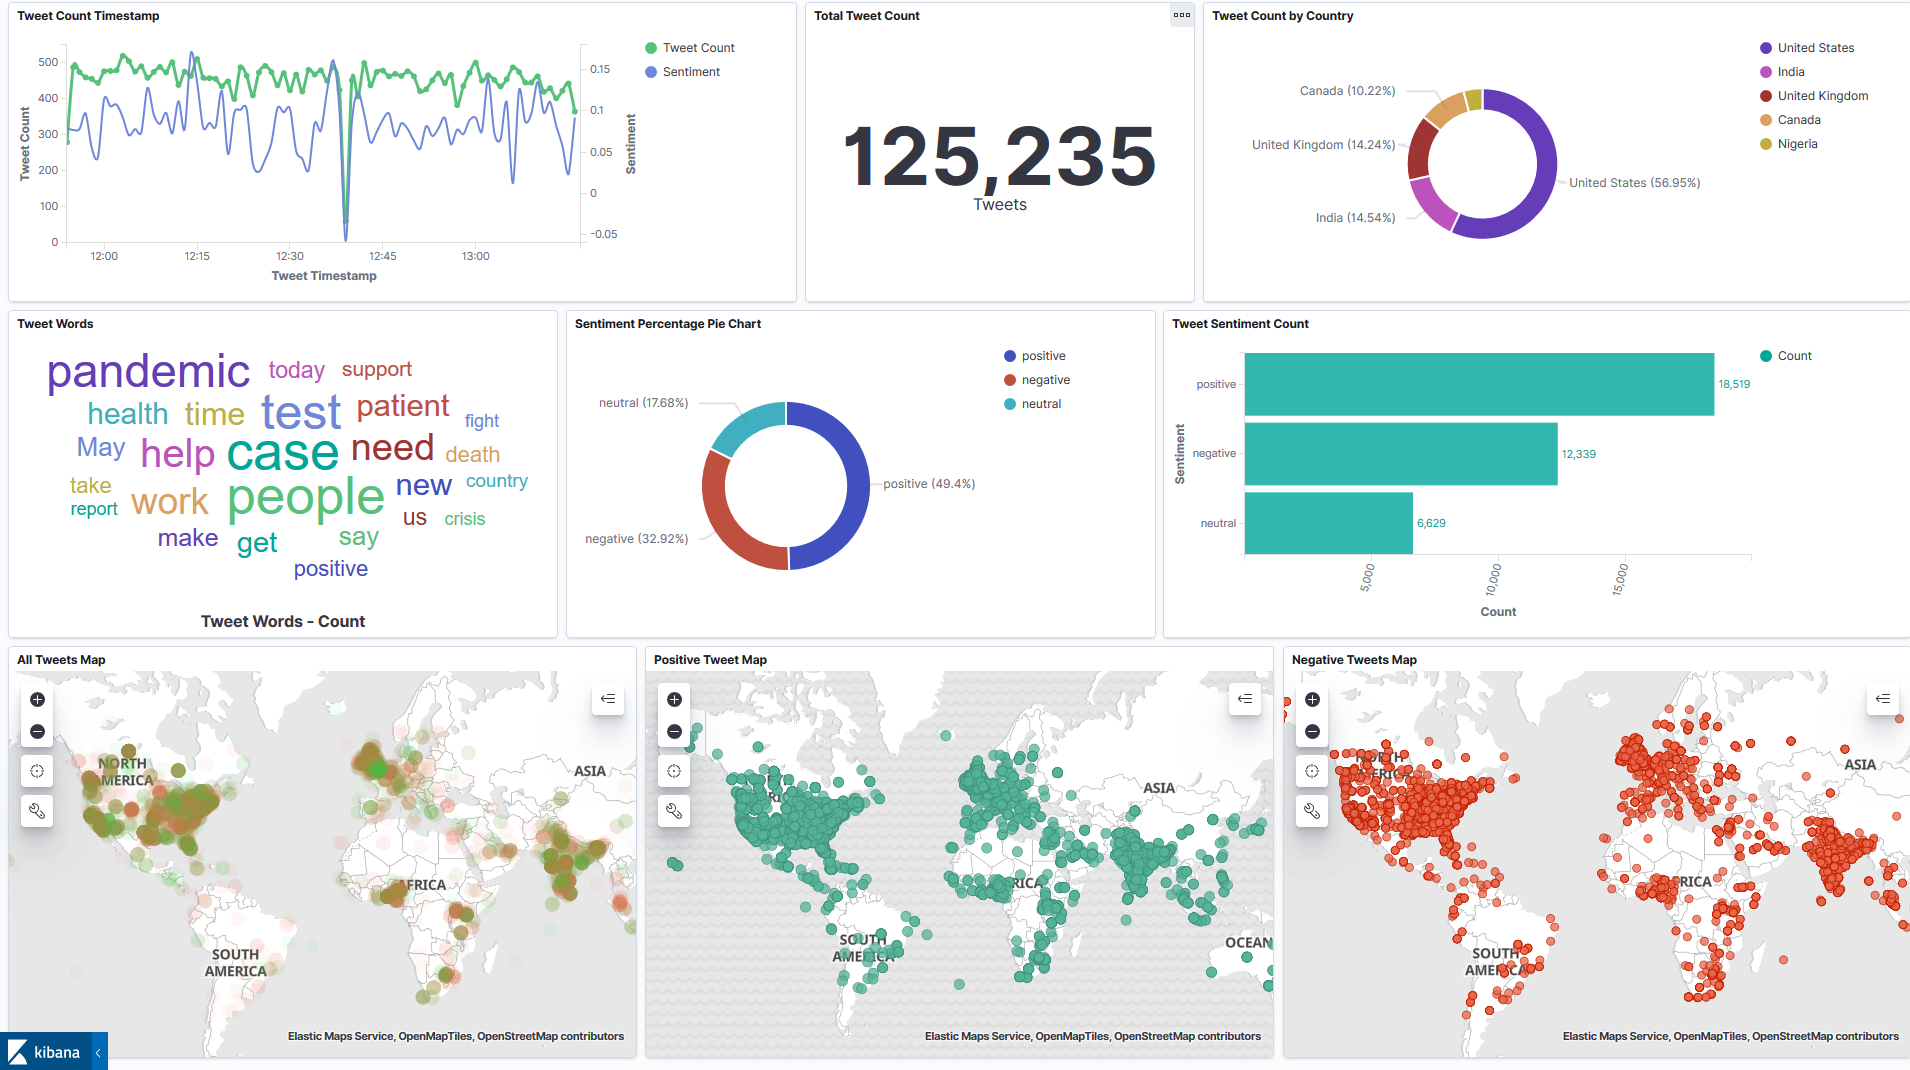 Tweet Count Timestamp
500
400
300
200
100
0
Tweet Count
0.15
0.1
0.05
0
-0.05
Sentiment
12:00 12:15 12:30 12:45 13:00
Tweet Timestamp
Tweet Count
Sentiment
Total Tweet Count
125,235
Tweets
Tweet Count by Country
Canada (10.22%)
United Kingdom (14.24%)
India (14.54%)
United States (56.95%)
United States
India
United Kingdom
Canada
Nigeria
Tweet Words
pandemic today support
health time test patient fight
May help case need death
take work people new country
report us crisis
make get say
positive
Tweet Words - Count
Sentiment Percentage Pie Chart
neutral (17.68%)
negative (32.92%)
positive (49.4%)
positive
negative
neutral
Tweet Sentiment Count
Sentiment
positive 18,519
negative 12,339
neutral 6,629
5,000 10,000 15,000
Count
Count
All Tweets Map
NORTH
AMERICA
ASIA
AFRICA
SOUTH
AMERICA
Elastic Maps Service, OpenMapTiles, OpenStreetMap contributors
Positive Tweet Map
ASIA
RICA
SOUTH
AMERICA
OCEAN
Elastic Maps Service, OpenMapTiles, OpenStreetMap contributors
Negative Tweets Map
NORTH
ERIC
ASIA
RICA
SOUTH
AMERICA
Elastic Maps Service, OpenMapTiles, OpenStreetMap contributors
kibana